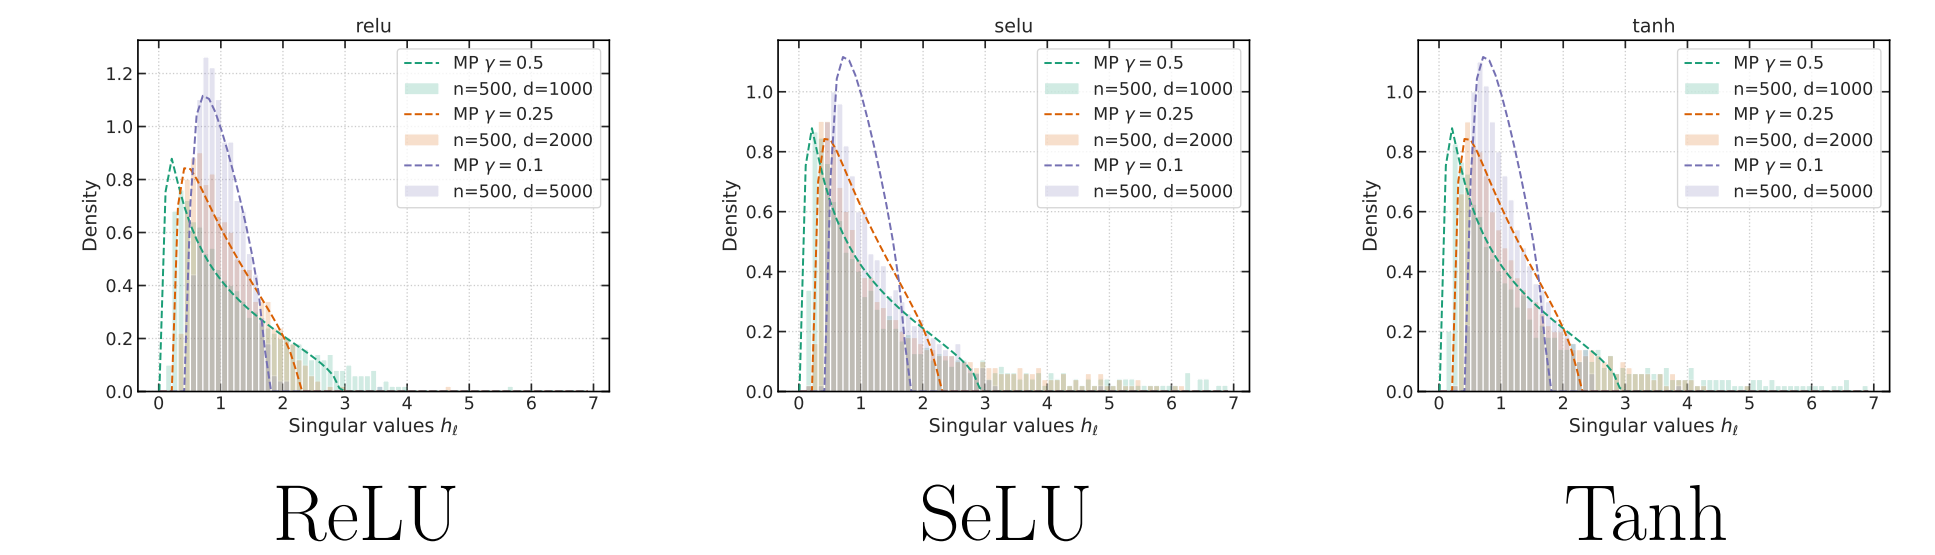 relu
1.2
1.0
0.8
0.6
0.4
0.2
0.0
Density
MP γ = 0.5
n=500, d=1000
MP γ = 0.25
n=500, d=2000
MP γ = 0.1
n=500, d=5000
0 1 2 3 4 5 6 7
Singular values hℓ
ReLU
selu
1.0
0.8
0.6
0.4
0.2
0.0
Density
MP γ = 0.5
n=500, d=1000
MP γ = 0.25
n=500, d=2000
MP γ = 0.1
n=500, d=5000
0 1 2 3 4 5 6 7
Singular values hℓ
SeLU
tanh
1.0
0.8
0.6
0.4
0.2
0.0
Density
MP γ = 0.5
n=500, d=1000
MP γ = 0.25
n=500, d=2000
MP γ = 0.1
n=500, d=5000
0 1 2 3 4 5 6 7
Singular values hℓ
Tanh